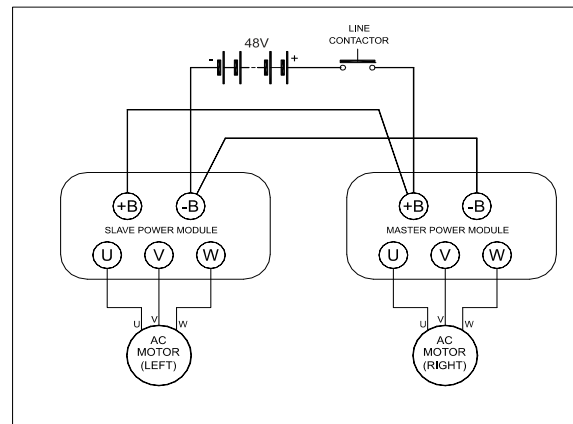 LINE
CONTACTOR
48V
- +
+B -B +B -B
SLAVE POWER MODULE MASTER POWER MODULE
U V W U V W
U V W U V W
AC
MOTOR
(LEFT)
AC
MOTOR
(RIGHT)